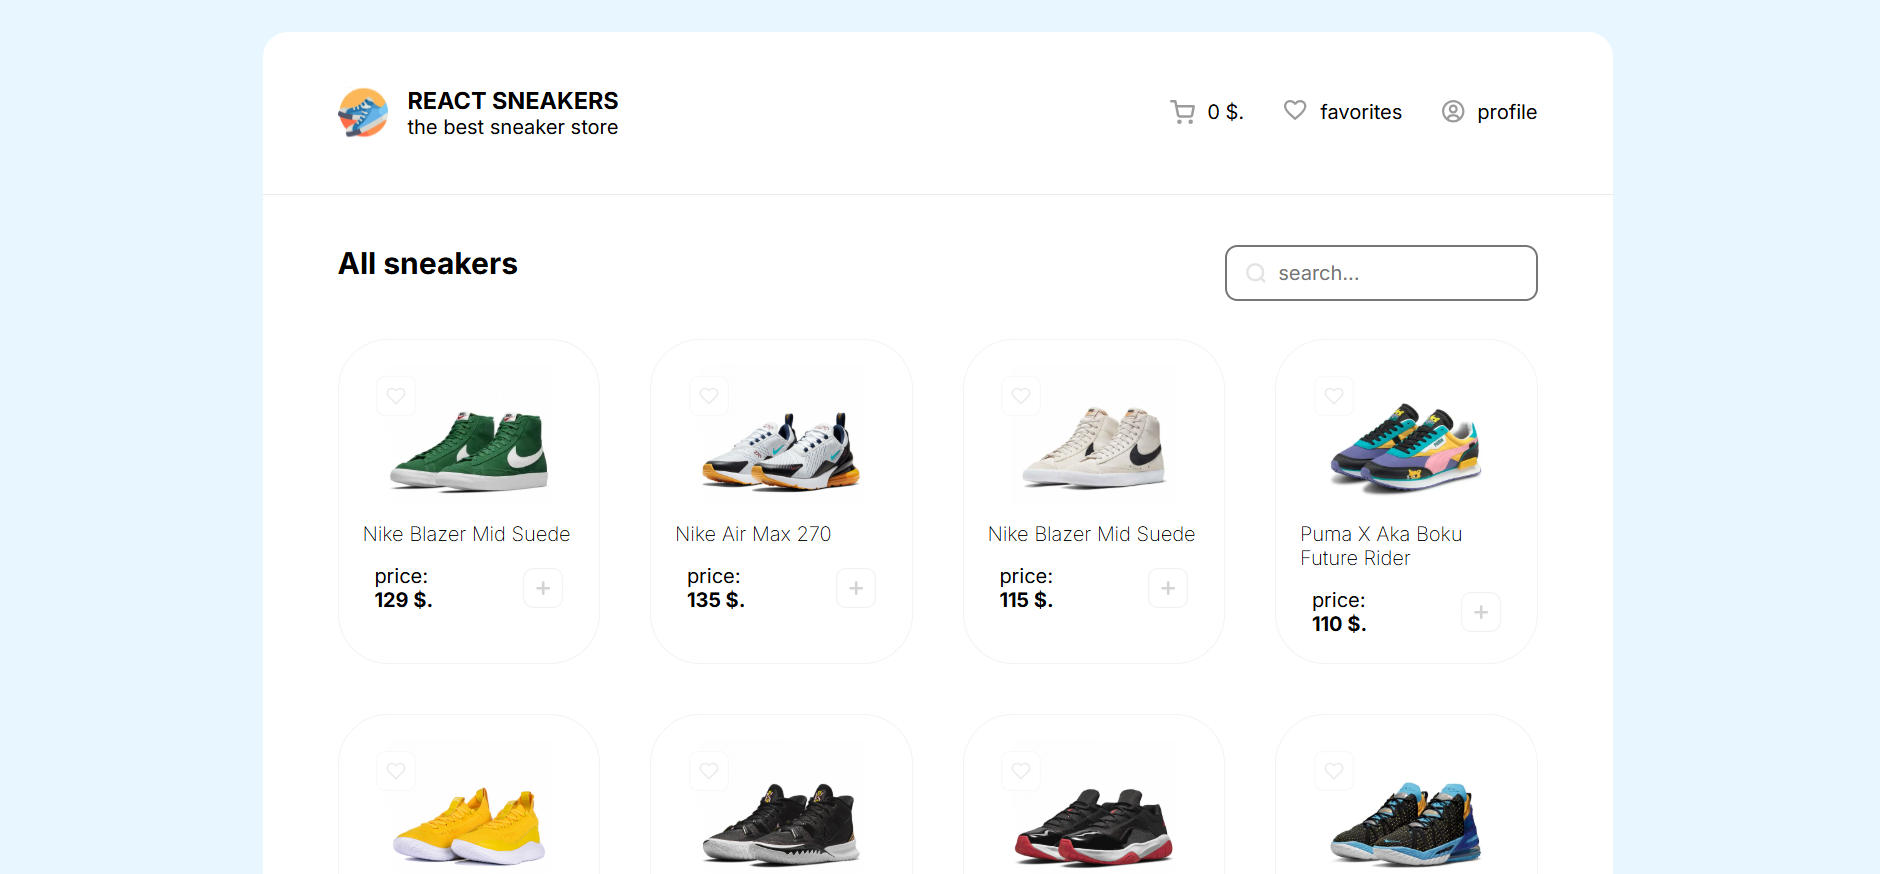 REACT SNEAKERS
the best sneaker store
0 $.
favorites
profile
All sneakers
search...
Nike Blazer Mid Suede
price:
129 $.
Nike Air Max 270
price:
135 $.
Nike Blazer Mid Suede
price:
115 $.
Puma X Aka Boku
Future Rider
price:
110 $.